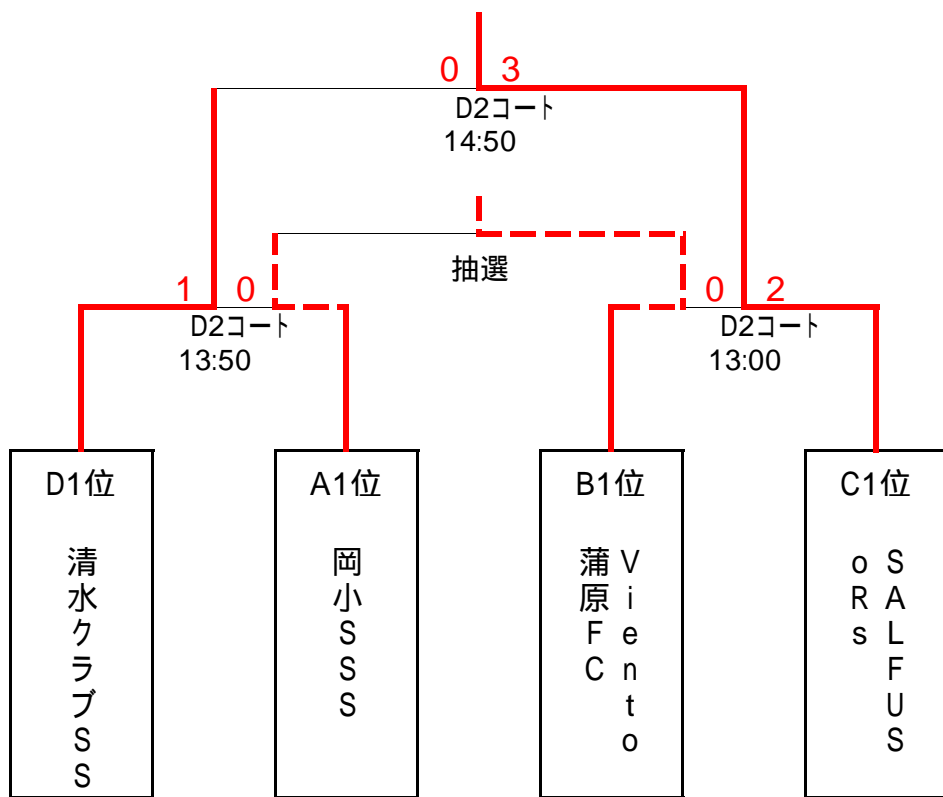 0 3
D2コート
14:50
抽選
1 0
D2コート
13:50
0 2
D2コート
13:00
D1位
清水クラブSS
A1位
岡小SSS
B1位
Viento
蒲原FC
C1位
SALFUS
oRs